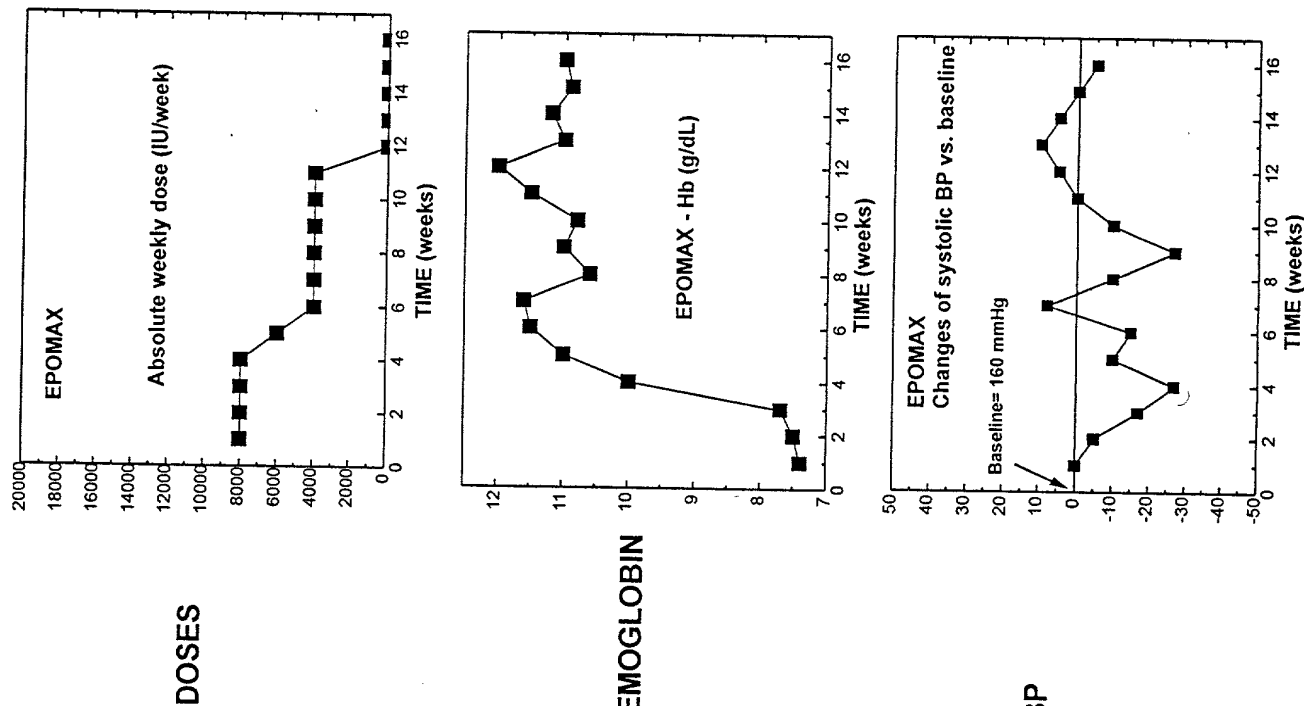 DOSES
EPOMAX
Absolute weekly dose (IU/week)
20000
18000
16000
14000
12000
10000
8000
6000
4000
2000
0
0 2 4 6 8 10 12 14 16
TIME (weeks)
EMOGLOBIN
EPOMAX - Hb (g/dL)
12
11
10
9
8
7
0 2 4 6 8 10 12 14 16
TIME (weeks)
BP
EPOMAX
Changes of systolic BP vs. baseline
Baseline= 160 mmHg
50
40
30
20
10
0
-10
-20
-30
-40
-50
0 2 4 6 8 10 12 14 16
TIME (weeks)